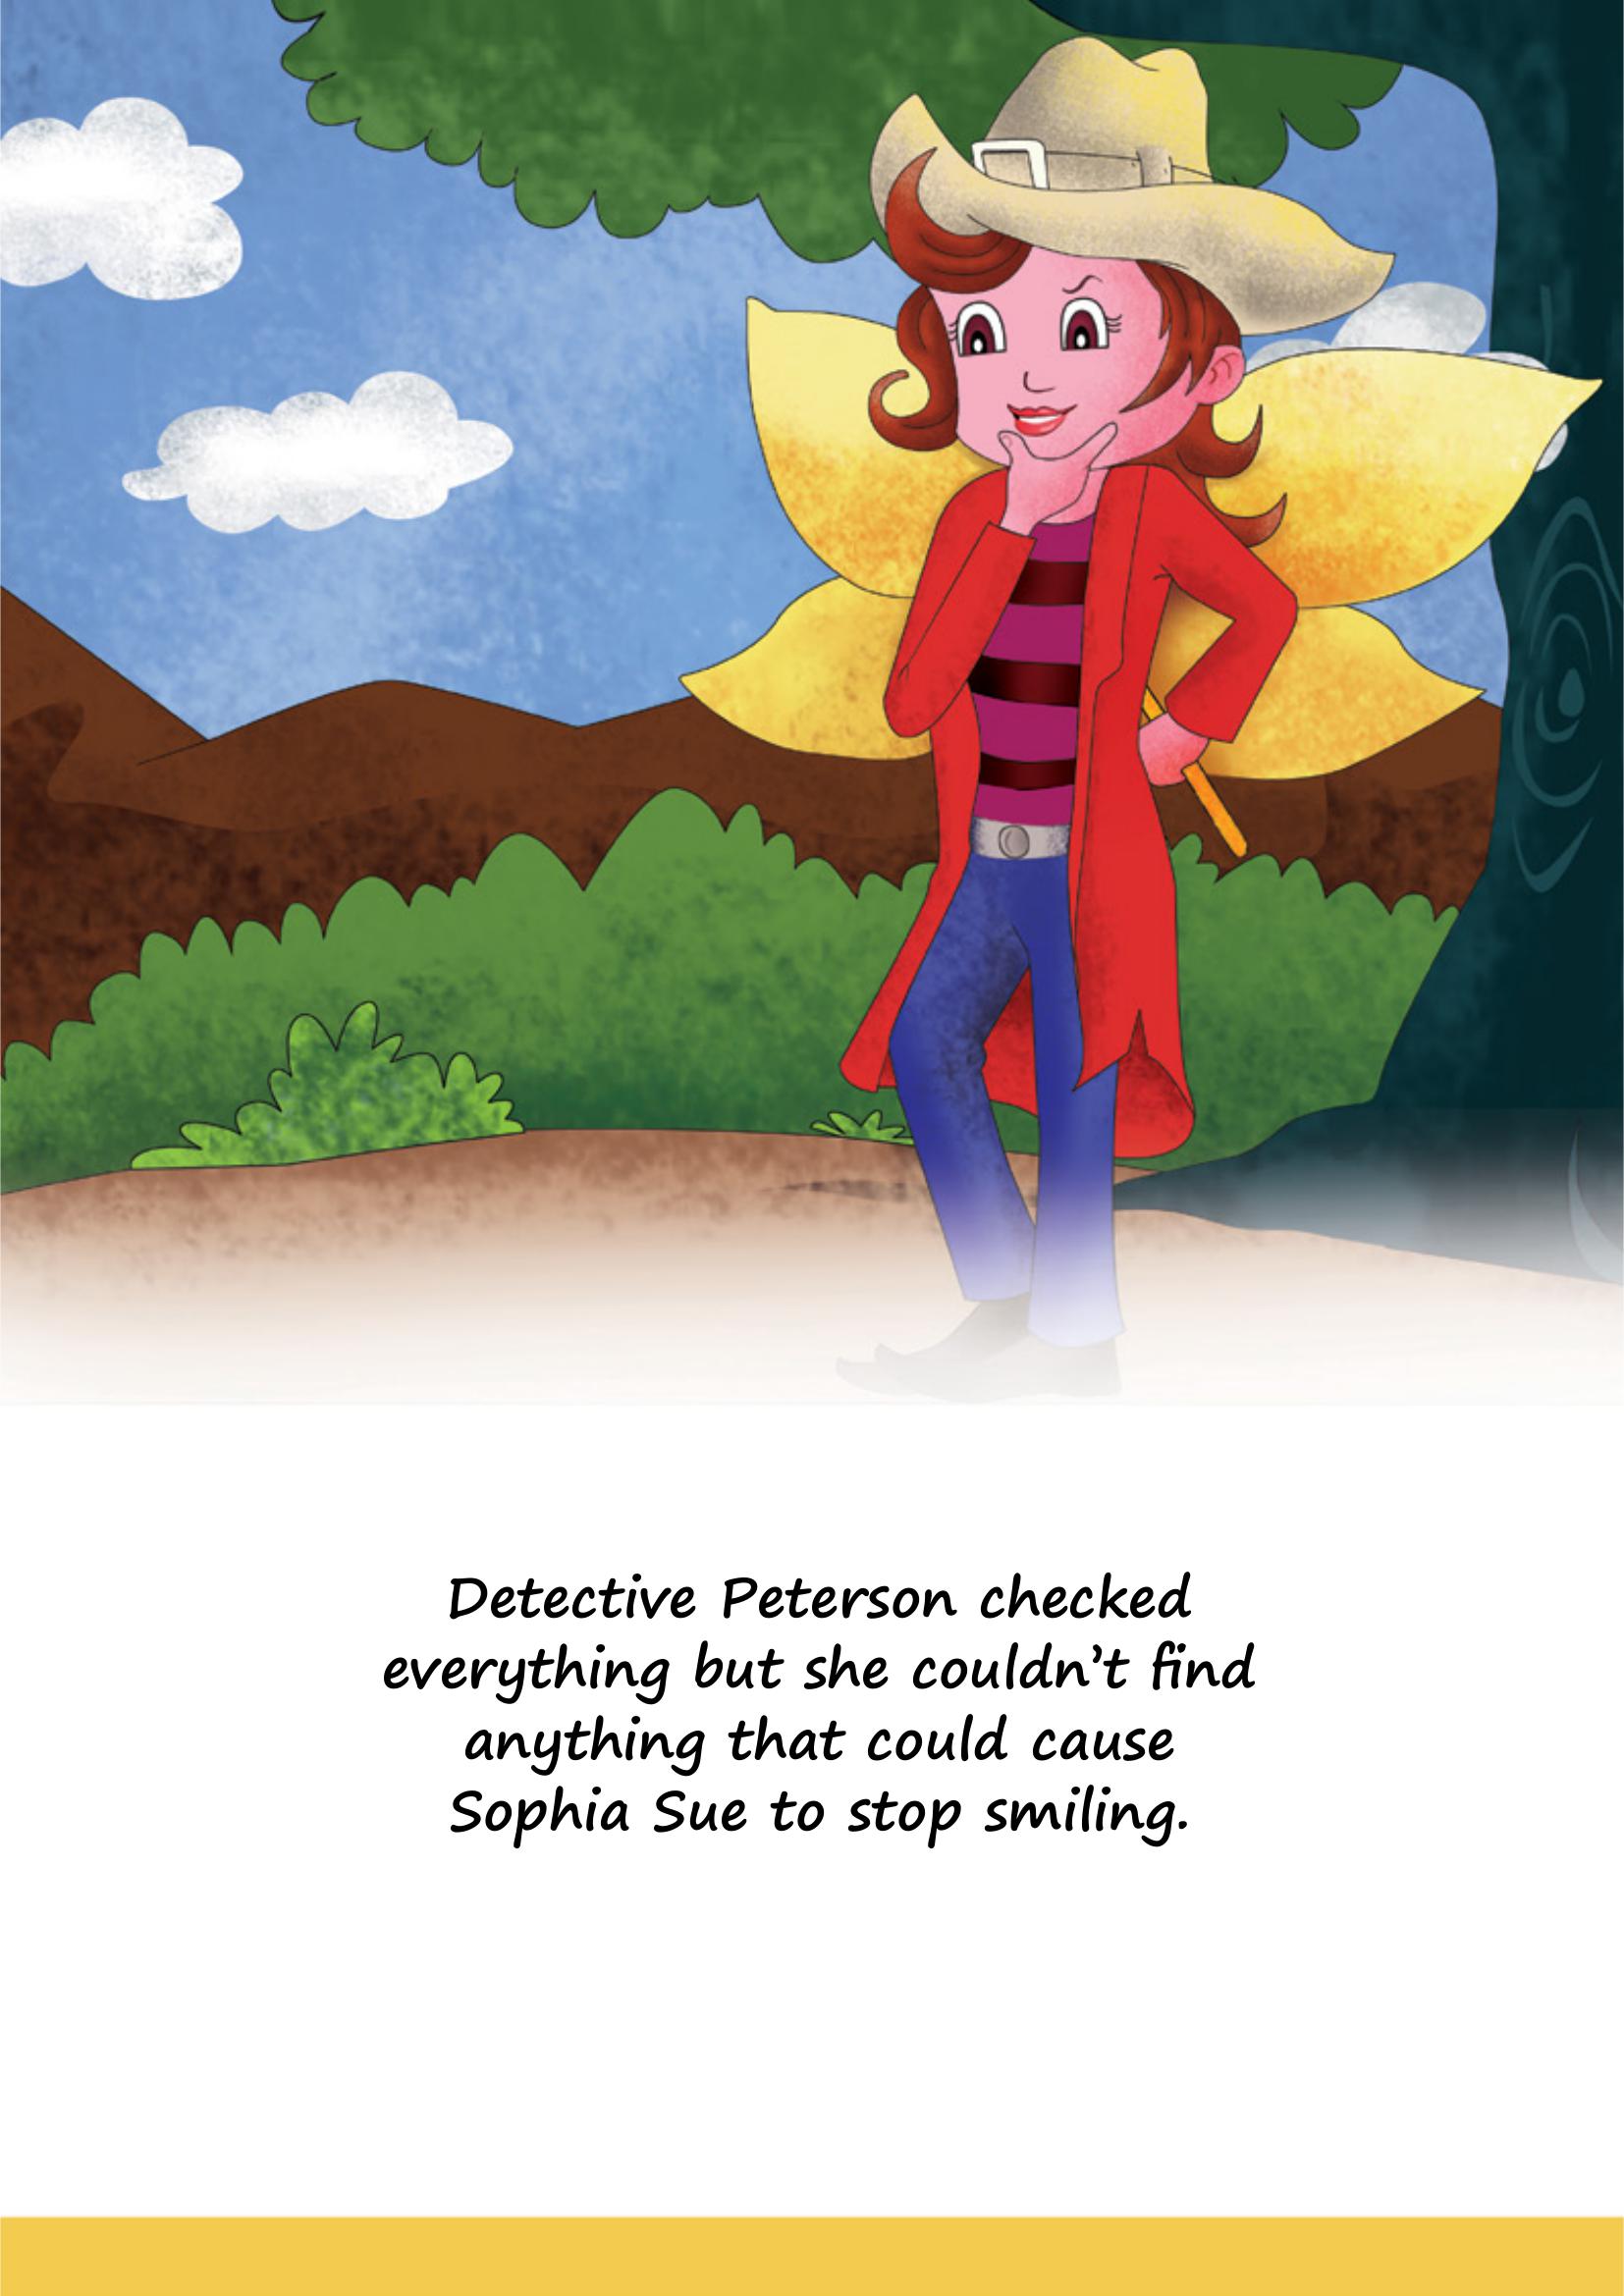 Detective Peterson checked
everything but she couldn’t find
anything that could cause
Sophia Sue to stop smiling.